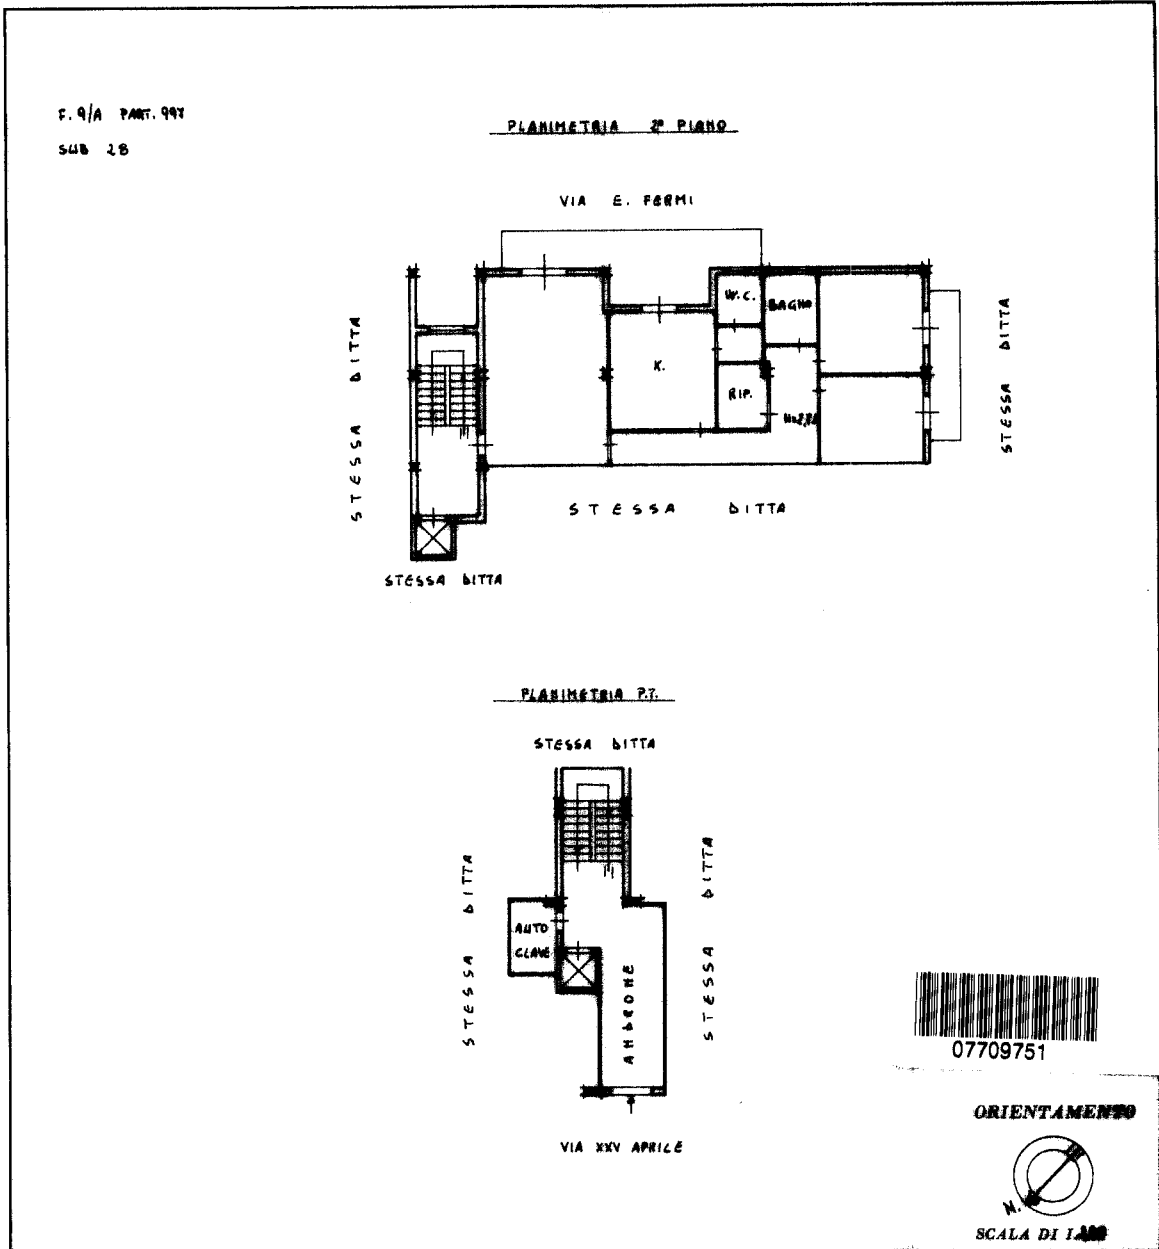 F. 9/A PART. 997
SUB 28
PLANIMETRIA 2° PIANO
VIA E. FERMI
W.C.
BAGNO
K.
RIP.
STESSA DITTA
STESSA DITTA
STESSA DITTA
STESSA DITTA
PLANIMETRIA P.T.
STESSA DITTA
STESSA DITTA
STESSA DITTA
AUTO
CLAVE
ANDRONE
VIA XXV APRILE
07709751
ORIENTAMENTO
N.
SCALA DI